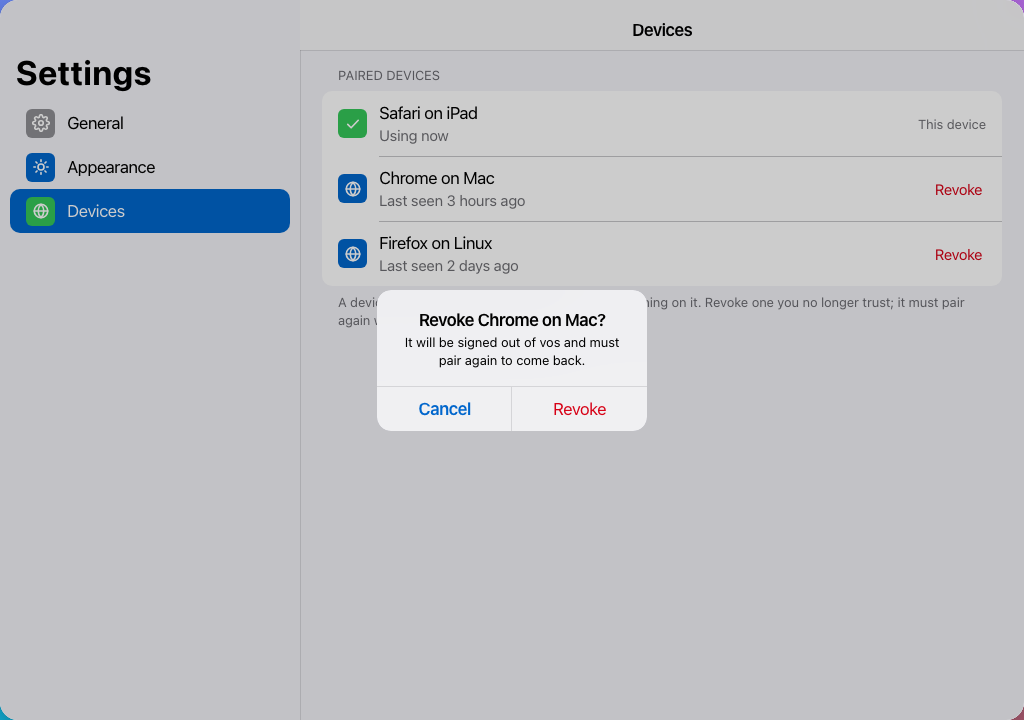 Devices
Settings
General
Appearance
Devices
PAIRED DEVICES
Safari on iPad
Using now
This device
Chrome on Mac
Last seen 3 hours ago
Revoke
Firefox on Linux
Last seen 2 days ago
Revoke
A on it. Revoke one you no longer trust; it must pair
again
Revoke Chrome on Mac?
It will be signed out of vos and must
pair again to come back.
Cancel
Revoke